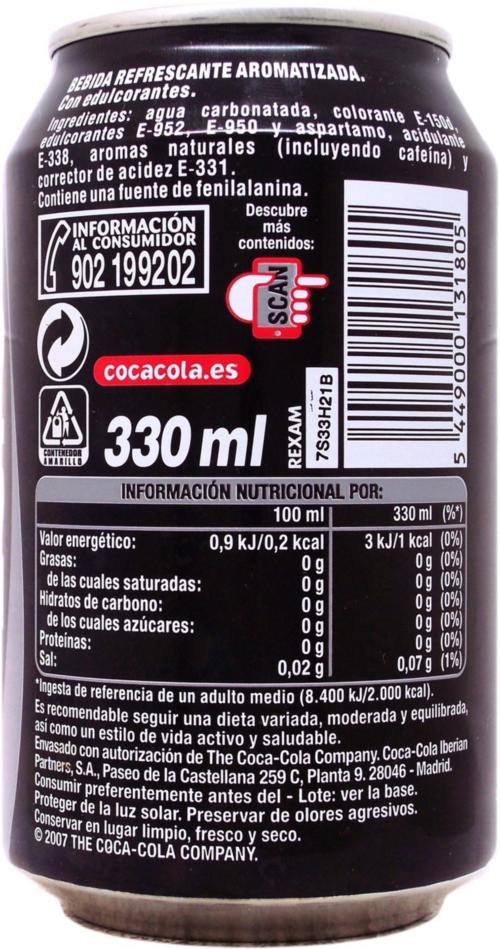 BEBIDA REFRESCANTE AROMATIZADA.
Con edulcorantes.
Ingredientes: agua carbonatada, colorante E-150d,
edulcorantes E-952, E-950 y aspartamo, acidulante
E-338, aromas naturales (incluyendo cafeína) y
corrector de acidez E-331.
Contiene una fuente de fenilalanina.
INFORMACIÓN
AL CONSUMIDOR
902 199202
Descubre
más
contenidos:
SCAN
cocacola.es
CONTENEDOR
AMARILLO
330 ml
REXAM
7S33H21B
5 449000 131805
INFORMACIÓN NUTRICIONAL POR:
100 ml 330 ml (%*)
Valor energético: 0,9 kJ/0,2 kcal 3 kJ/1 kcal (0%)
Grasas: 0 g 0 g (0%)
de las cuales saturadas: 0 g 0 g (0%)
Hidratos de carbono: 0 g 0 g (0%)
de los cuales azúcares: 0 g 0 g (0%)
Proteínas: 0 g 0 g (0%)
Sal: 0,02 g 0,07 g (1%)
*Ingesta de referencia de un adulto medio (8.400 kJ/2.000 kcal).
Es recomendable seguir una dieta variada, moderada y equilibrada,
así como un estilo de vida activo y saludable.
Envasado con autorización de The Coca-Cola Company. Coca-Cola Iberian
Partners, S.A., Paseo de la Castellana 259 C, Planta 9. 28046 - Madrid.
Consumir preferentemente antes del - Lote: ver la base.
Proteger de la luz solar. Preservar de olores agresivos.
Conservar en lugar limpio, fresco y seco.
© 2007 THE COCA-COLA COMPANY.